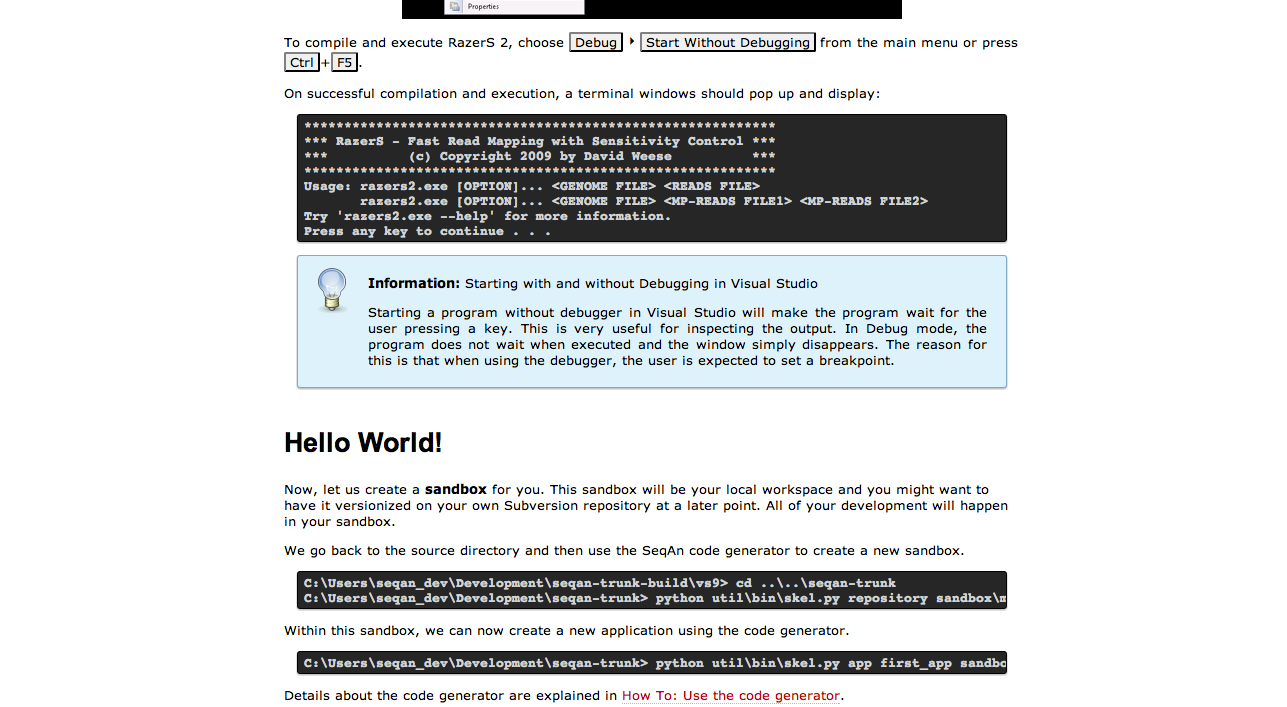 Properties
To compile and execute RazerS 2, choose Debug ‣ Start Without Debugging from the main menu or press
Ctrl+F5.
On successful compilation and execution, a terminal windows should pop up and display:
***********************************************************
*** RazerS - Fast Read Mapping with Sensitivity Control ***
***          (c) Copyright 2009 by David Weese          ***
***********************************************************
Usage: razers2.exe [OPTION]... <GENOME FILE> <READS FILE>
       razers2.exe [OPTION]... <GENOME FILE> <MP-READS FILE1> <MP-READS FILE2>
Try 'razers2.exe --help' for more information.
Press any key to continue . . .
Information: Starting with and without Debugging in Visual Studio
Starting a program without debugger in Visual Studio will make the program wait for the
user pressing a key. This is very useful for inspecting the output. In Debug mode, the
program does not wait when executed and the window simply disappears. The reason for
this is that when using the debugger, the user is expected to set a breakpoint.
Hello World!
Now, let us create a sandbox for you. This sandbox will be your local workspace and you might want to
have it versionized on your own Subversion repository at a later point. All of your development will happen
in your sandbox.
We go back to the source directory and then use the SeqAn code generator to create a new sandbox.
C:\Users\seqan_dev\Development\seqan-trunk-build\vs9> cd ..\..\seqan-trunk
C:\Users\seqan_dev\Development\seqan-trunk> python util\bin\skel.py repository sandbox\
Within this sandbox, we can now create a new application using the code generator.
C:\Users\seqan_dev\Development\seqan-trunk> python util\bin\skel.py app first_app sandbo
Details about the code generator are explained in How To: Use the code generator.